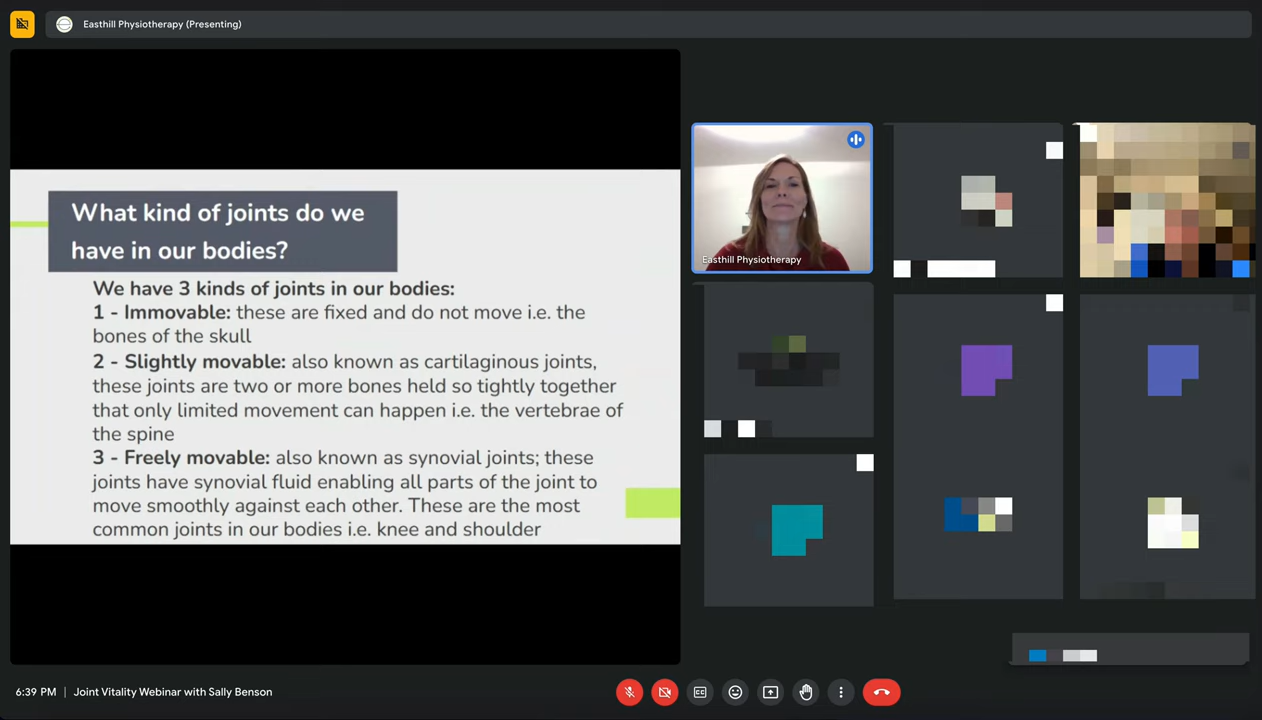 Easthill Physiotherapy (Presenting)
What kind of joints do we
have in our bodies?
We have 3 kinds of joints in our bodies:
1 - Immovable: these are fixed and do not move i.e. the
bones of the skull
2 - Slightly movable: also known as cartilaginous joints,
these joints are two or more bones held so tightly together
that only limited movement can happen i.e. the vertebrae of
the spine
3 - Freely movable: also known as synovial joints; these
joints have synovial fluid enabling all parts of the joint to
move smoothly against each other. These are the most
common joints in our bodies i.e. knee and shoulder
Easthill Physiotherapy
6:39 PM | Joint Vitality Webinar with Sally Benson
CC